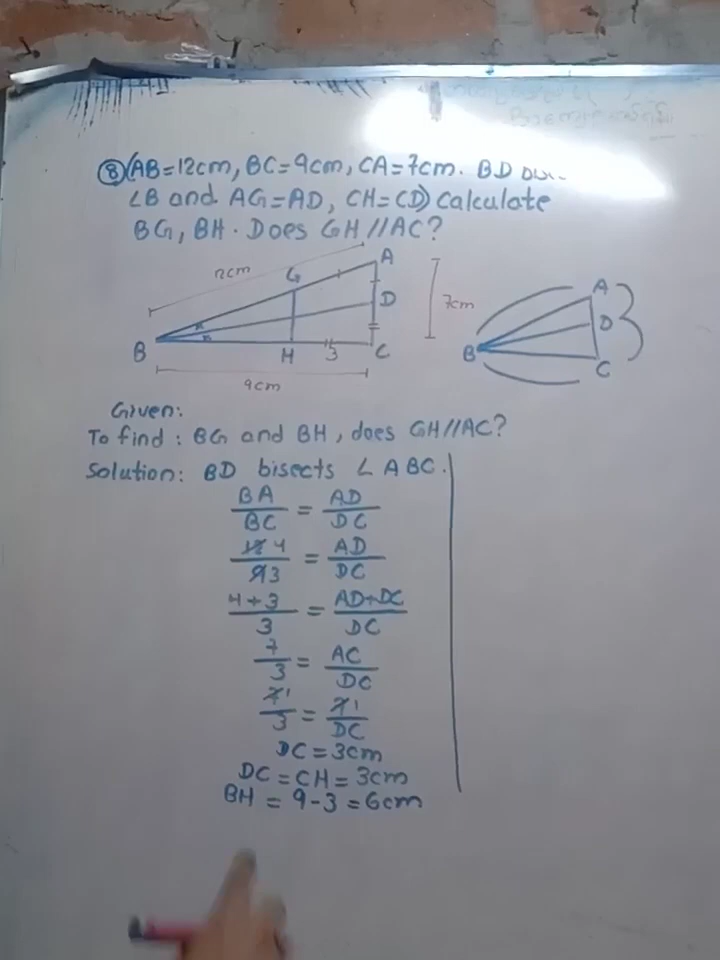 ⑧ (AB=12cm, BC=9cm, CA=7cm. BD
∠B and AG=AD, CH=CD) Calculate
BG, BH. Does GH//AC?
12cm
G
A
D
B
H
3
C
7cm
9cm
A
D
B
C
Given:
To find: BG and BH, does GH//AC?
Solution: BD bisects ∠ABC.
BA/BC = AD/DC
12 4/9 3 = AD/DC
4+3/3 = AD+DC/DC
7/3 = AC/DC
7 1/3 = 7 1/DC
DC=3cm
DC=CH=3cm
BH = 9-3=6cm